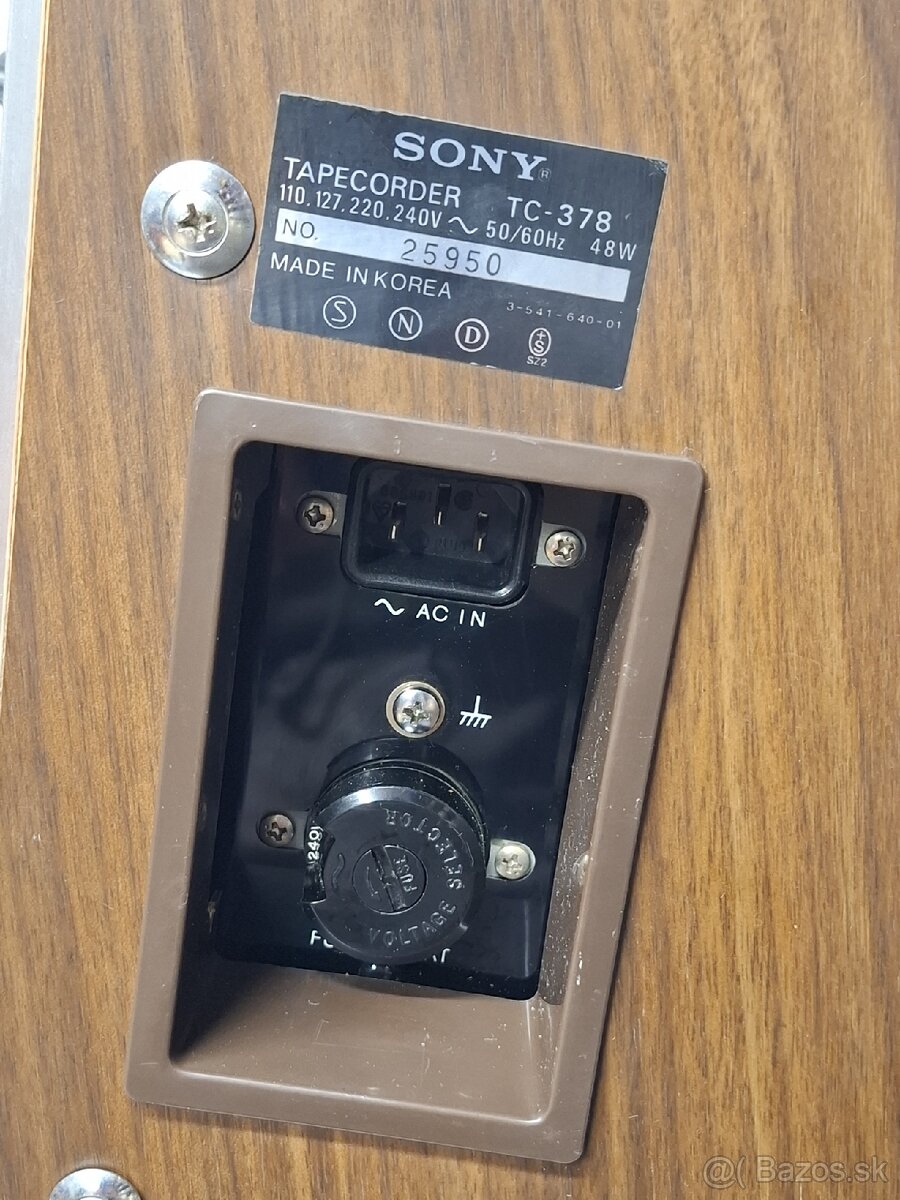 SONY®
TAPECORDER TC-378
110.127.220.240V ~ 50/60Hz 48W
NO. 25950
MADE IN KOREA
3-541-640-01
S N D +S
SZ2
~ AC IN
240
VOLTAGE SELECTOR
FUSE
@( Bazos.sk